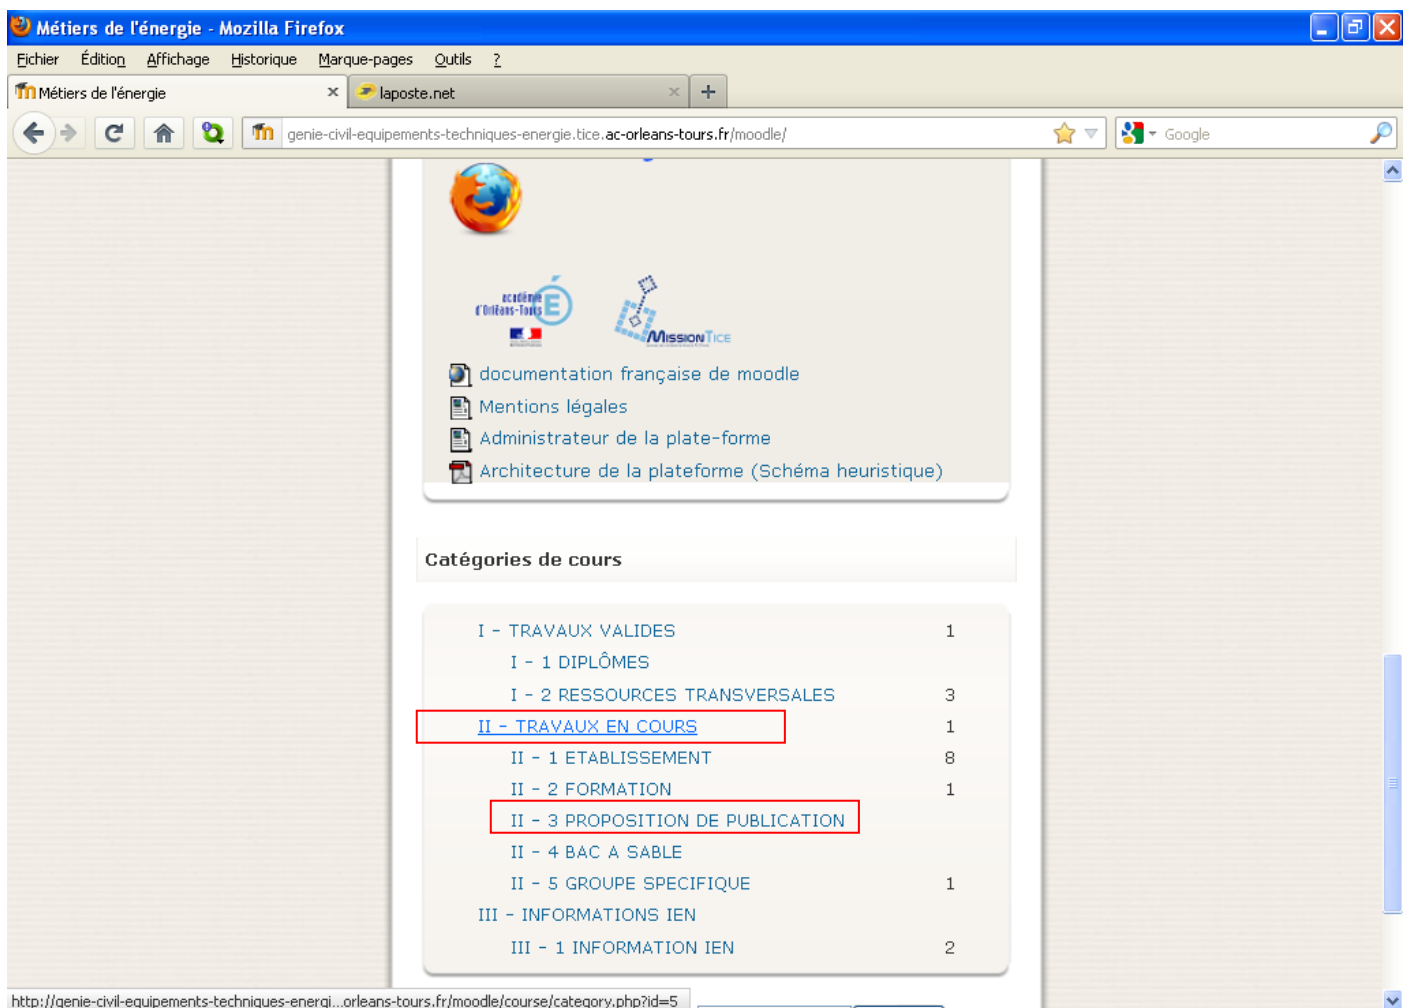 Métiers de l'énergie - Mozilla Firefox
Fichier Édition Affichage Historique Marque-pages Outils ?
Métiers de l'énergie × laposte.net × +
genie-civil-equipements-techniques-energie.tice.ac-orleans-tours.fr/moodle/ Google
académie
d'Orléans-Tours É
MISSION TICE
documentation française de moodle
Mentions légales
Administrateur de la plate-forme
Architecture de la plateforme (Schéma heuristique)
Catégories de cours
I - TRAVAUX VALIDES 1
I - 1 DIPLÔMES
I - 2 RESSOURCES TRANSVERSALES 3
II - TRAVAUX EN COURS 1
II - 1 ETABLISSEMENT 8
II - 2 FORMATION 1
II - 3 PROPOSITION DE PUBLICATION
II - 4 BAC A SABLE
II - 5 GROUPE SPECIFIQUE 1
III - INFORMATIONS IEN
III - 1 INFORMATION IEN 2
http://genie-civil-equipements-techniques-energi...orleans-tours.fr/moodle/course/category.php?id=5